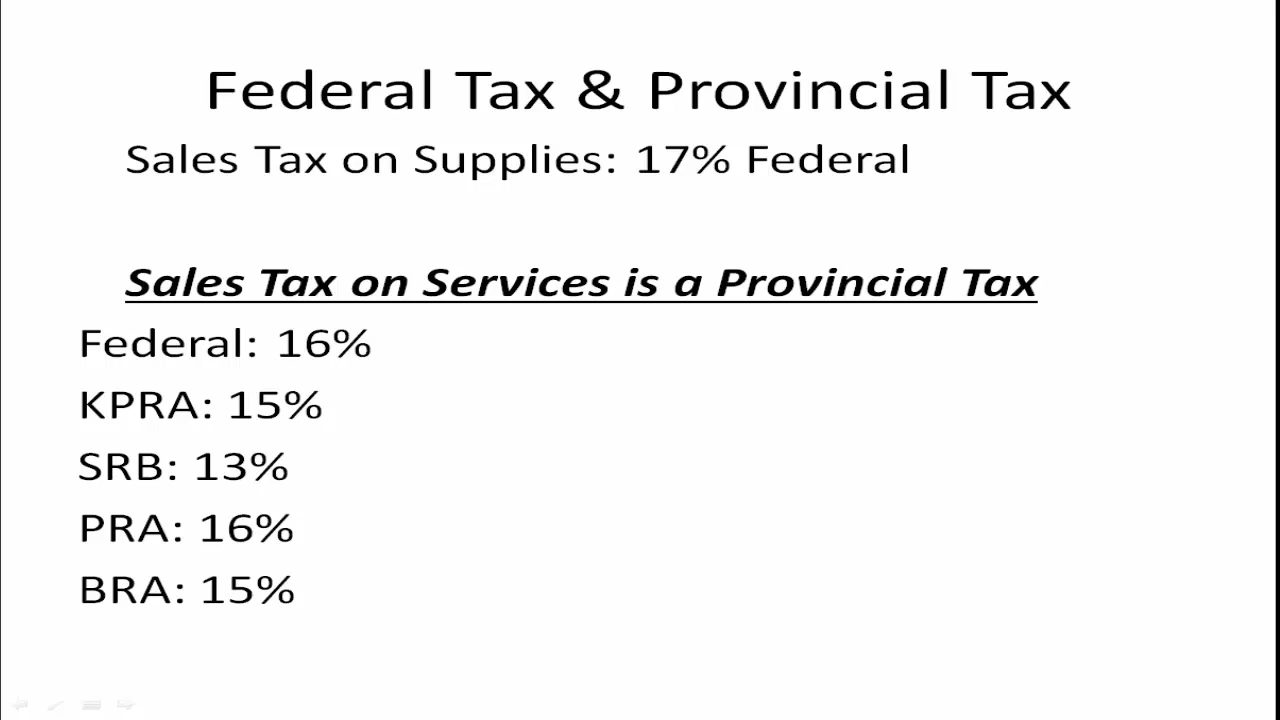 Federal Tax & Provincial Tax
Sales Tax on Supplies: 17% Federal
Sales Tax on Services is a Provincial Tax
Federal: 16%
KPRA: 15%
SRB: 13%
PRA: 16%
BRA: 15%